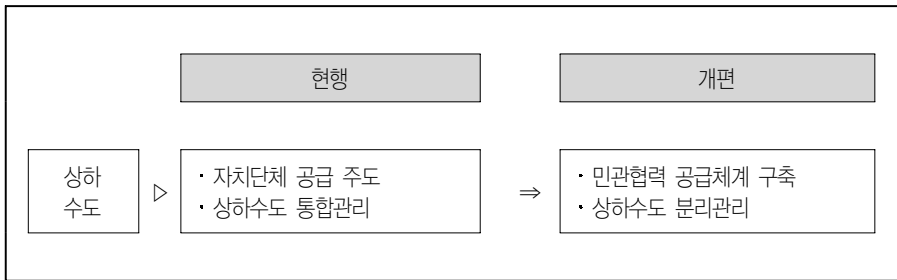 현행
개편
상하
수도
▷
· 자치단체 공급 주도
· 상하수도 통합관리
⇒
· 민관협력 공급체계 구축
· 상하수도 분리관리